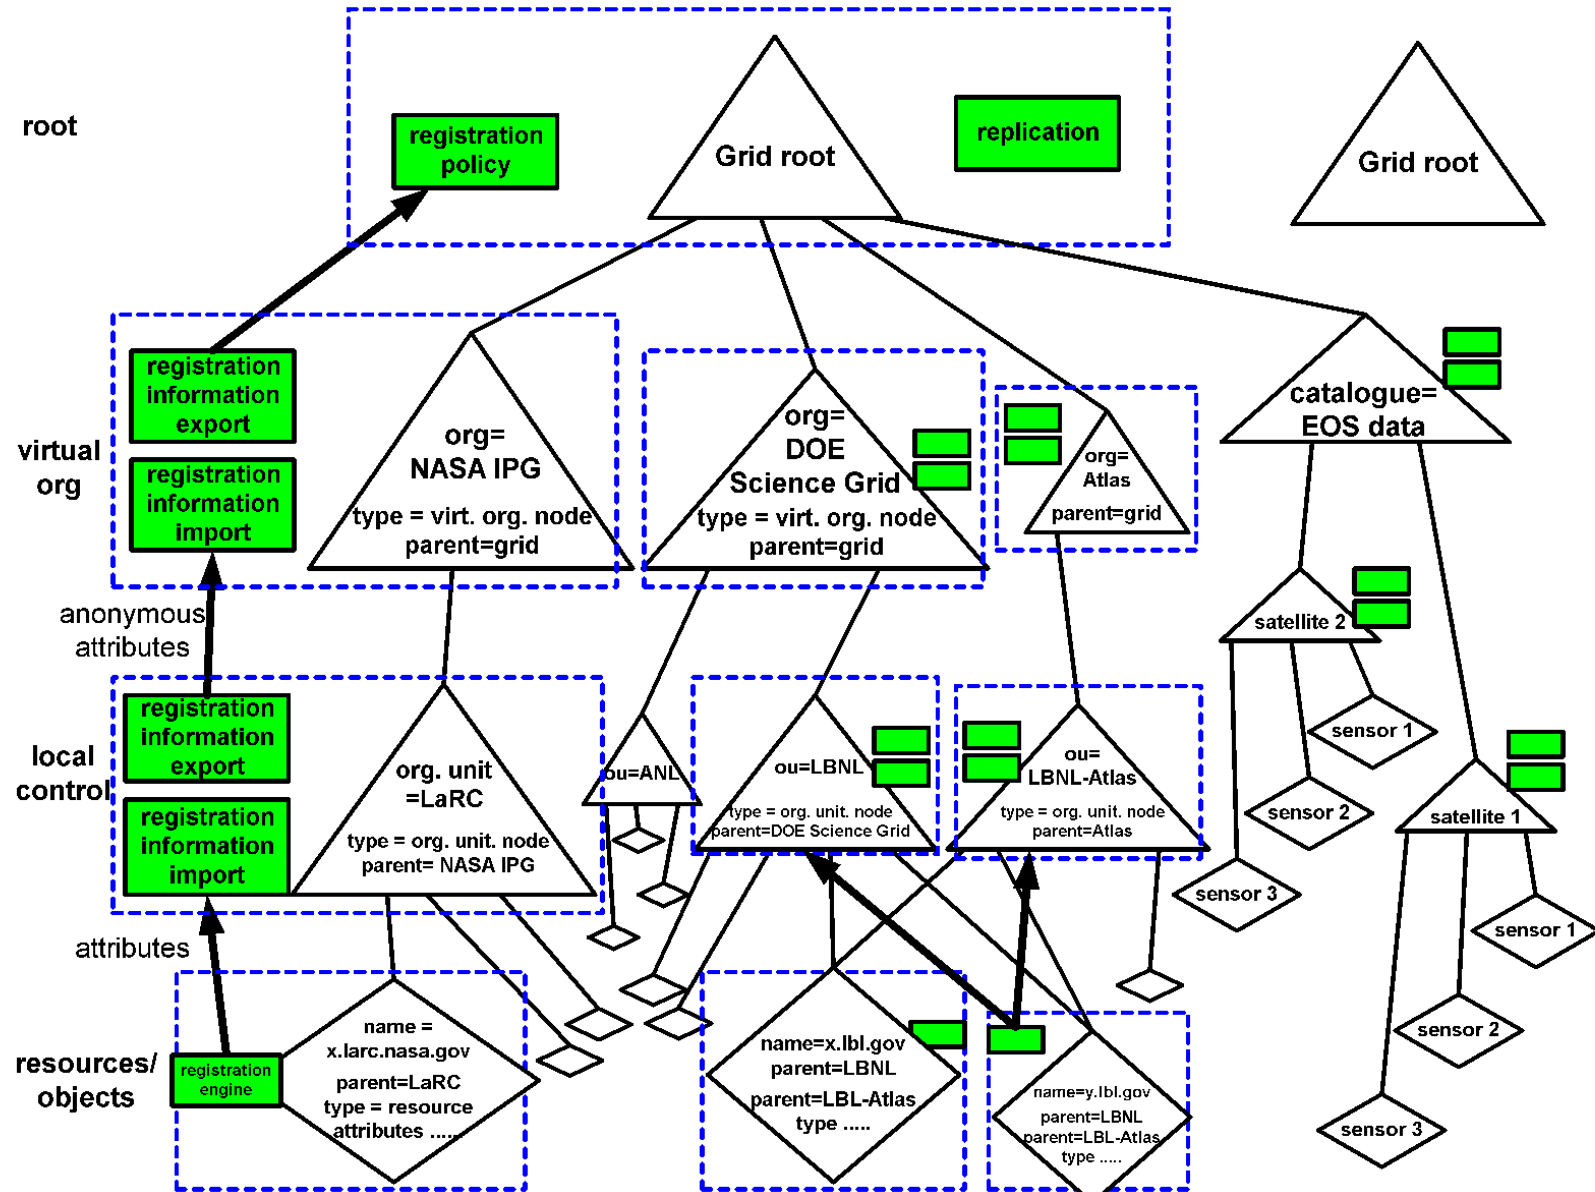 root
registration
policy
Grid root
replication
Grid root
virtual
org
registration
information
export
registration
information
import
org=
NASA IPG
type = virt. org. node
parent=grid
org=
DOE
Science Grid
type = virt. org. node
parent=grid
org=
Atlas
parent=grid
catalogue=
EOS data
anonymous
attributes
satellite 2
sensor 1
sensor 2
sensor 3
local
control
registration
information
export
registration
information
import
org. unit
=LaRC
type = org. unit. node
parent= NASA IPG
ou=ANL
ou=LBNL
type = org. unit. node
parent=DOE Science Grid
ou=
LBNL-Atlas
type = org. unit. node
parent=Atlas
satellite 1
sensor 1
sensor 2
sensor 3
attributes
resources/
objects
registration
engine
name =
x.larc.nasa.gov
parent=LaRC
type = resource
attributes .....
name=x.lbl.gov
parent=LBNL
parent=LBL-Atlas
type .....
name=y.lbl.gov
parent=LBNL
parent=LBL-Atlas
type .....